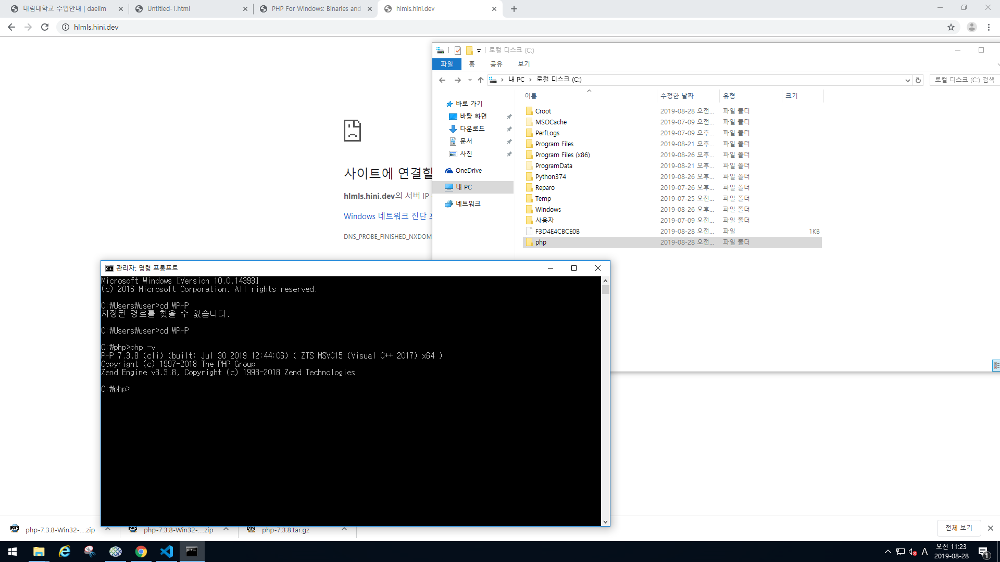 대림대학교 수업안내 | daelim
Untitled-1.html
PHP For Windows: Binaries and
hlmls.hini.dev
hlmls.hini.dev
사이트에 연결할
hlmls.hini.dev의 서버 IP
Windows 네트워크 진단
DNS_PROBE_FINISHED_NXDOM
로컬 디스크 (C:)
파일 홈 공유 보기
내 PC 로컬 디스크 (C:)
로컬 디스크 (C:) 검색
바로 가기
바탕 화면
다운로드
문서
사진
OneDrive
내 PC
네트워크
이름 수정한 날짜 유형 크기
Croot 2019-08-28 오전... 파일 폴더
MSOCache 2019-07-09 오전... 파일 폴더
PerfLogs 2019-07-09 오후... 파일 폴더
Program Files 2019-08-21 오후... 파일 폴더
Program Files (x86) 2019-08-26 오후... 파일 폴더
ProgramData 2019-08-21 오후... 파일 폴더
Python374 2019-08-26 오후... 파일 폴더
Reparo 2019-07-26 오후... 파일 폴더
Temp 2019-07-25 오전... 파일 폴더
Windows 2019-08-26 오후... 파일 폴더
사용자 2019-07-09 오전... 파일 폴더
F3D4E4CBCE0B 2019-08-28 오전... 파일 1KB
php 2019-08-28 오전... 파일 폴더
관리자: 명령 프롬프트
Microsoft Windows [Version 10.0.14393]
(c) 2016 Microsoft Corporation. All rights reserved.
C:₩Users₩user>cd ₩PHP
지정된 경로를 찾을 수 없습니다.
C:₩Users₩user>cd ₩PHP
C:₩php>php -v
PHP 7.3.8 (cli) (built: Jul 30 2019 12:44:06) ( ZTS MSVC15 (Visual C++ 2017) x64 )
Copyright (c) 1997-2018 The PHP Group
Zend Engine v3.3.8, Copyright (c) 1998-2018 Zend Technologies
C:₩php>
php-7.3.8-Win32-....zip
php-7.3.8-Win32-....zip
php-7.3.8.tar.gz
전체 보기
A
오전 11:23
2019-08-28
1